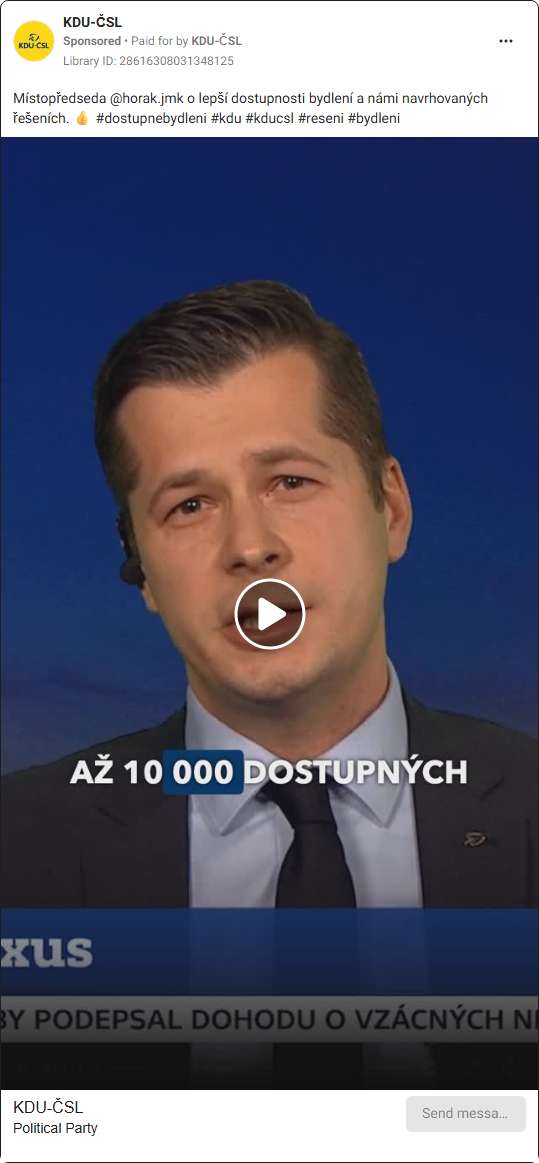 KDU-ČSL
KDU-ČSL
Sponsored • Paid for by KDU-ČSL
Library ID: 28616308031348125
Místopředseda @horak.jmk o lepší dostupnosti bydlení a námi navrhovaných
řešeních. 👍 #dostupnebydleni #kdu #kducsl #reseni #bydleni
AŽ 10 000 DOSTUPNÝCH
xus
BY PODEPSAL DOHODU O VZÁCNÝCH
KDU-ČSL
Political Party
Send messa...